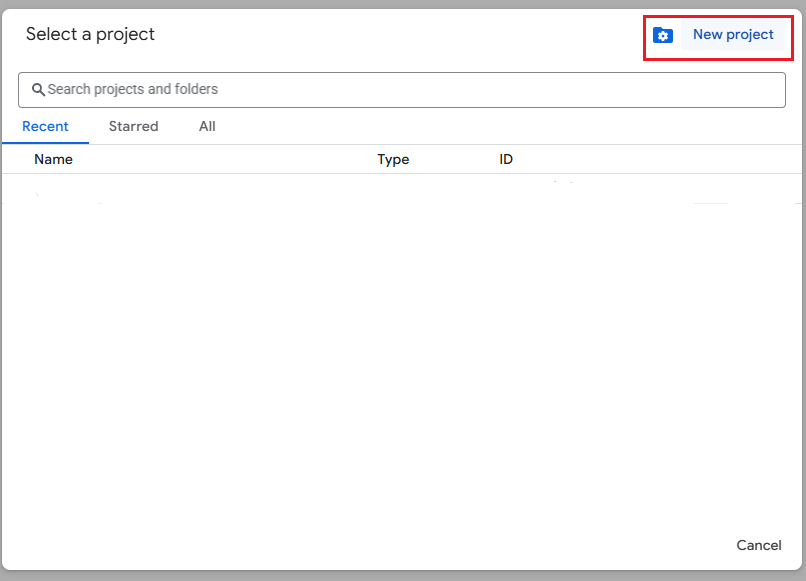 Select a project
New project
Search projects and folders
Recent Starred All
Name Type ID
Cancel